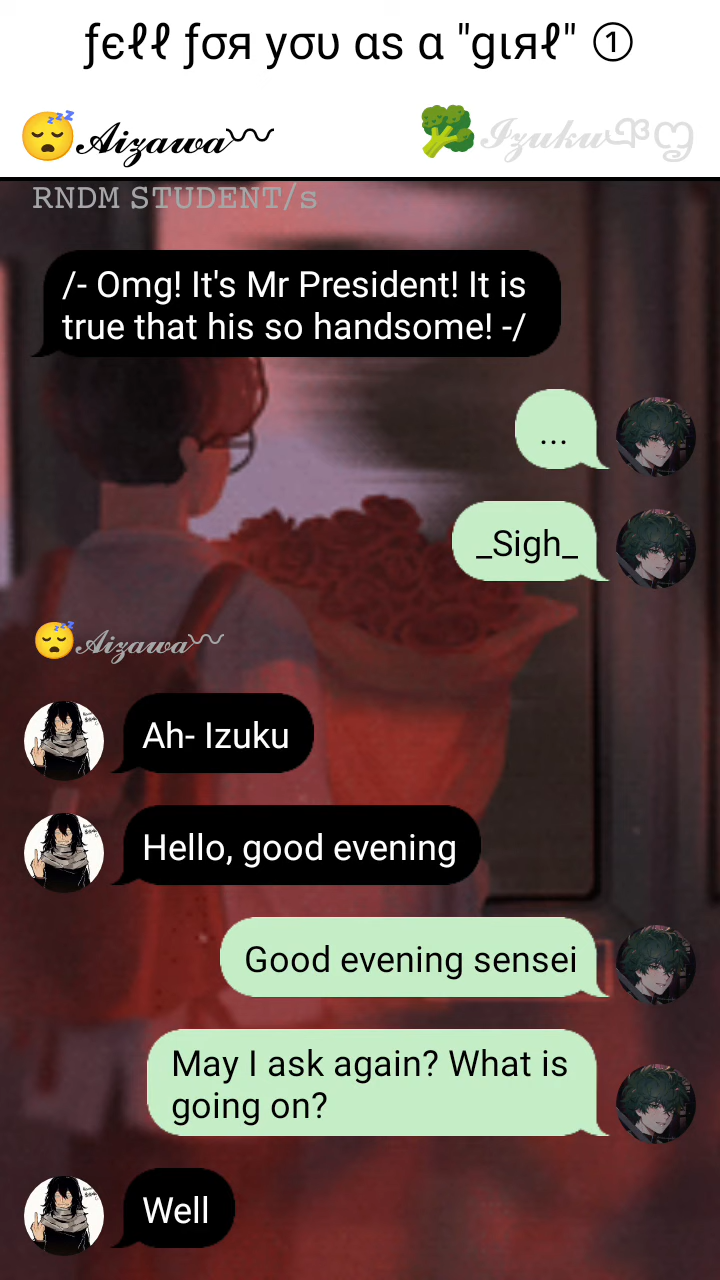 ƒєℓℓ ƒσя уσυ αs α "gιяℓ" ①
😴𝓐𝓲𝔃𝓪𝔀𝓪〰
🥦𝓘𝔃𝓾𝓴𝓾
RNDM STUDENT/s
/- Omg! It's Mr President! It is
true that his so handsome! -/
...
_Sigh_
😴𝓐𝓲𝔃𝓪𝔀𝓪〰
Ah- Izuku
Hello, good evening
Good evening sensei
May I ask again? What is
going on?
Well